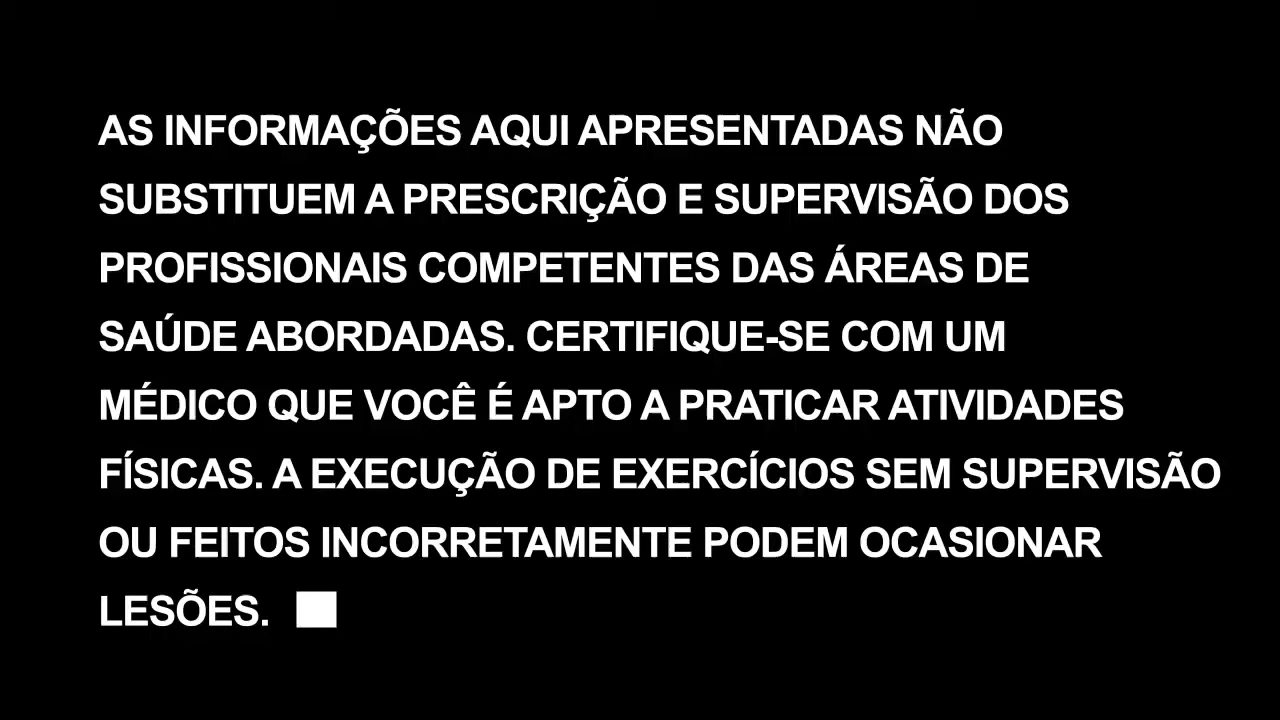 AS INFORMAÇÕES AQUI APRESENTADAS NÃO
SUBSTITUEM A PRESCRIÇÃO E SUPERVISÃO DOS
PROFISSIONAIS COMPETENTES DAS ÁREAS DE
SAÚDE ABORDADAS. CERTIFIQUE-SE COM UM
MÉDICO QUE VOCÊ É APTO A PRATICAR ATIVIDADES
FÍSICAS. A EXECUÇÃO DE EXERCÍCIOS SEM SUPERVISÃO
OU FEITOS INCORRETAMENTE PODEM OCASIONAR
LESÕES.